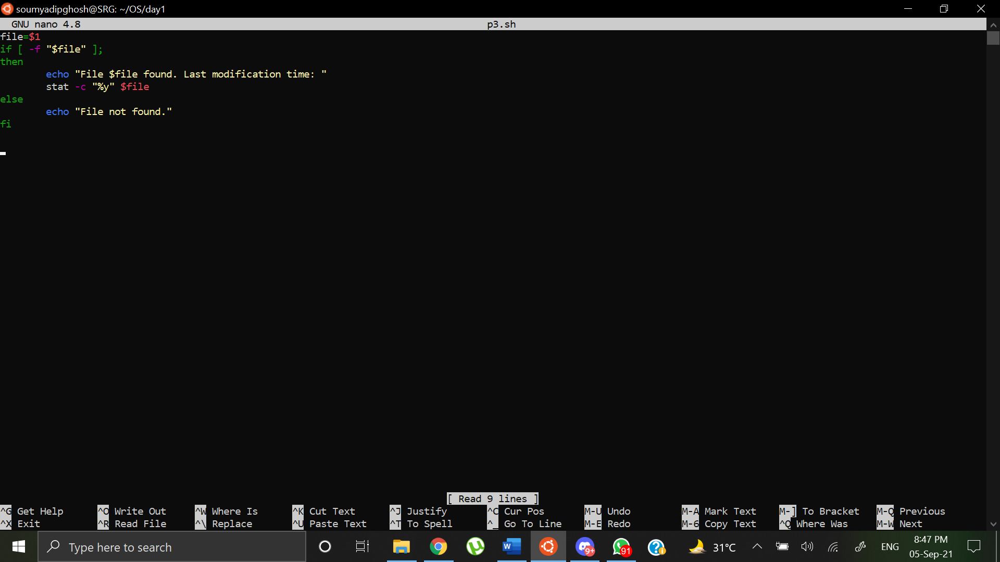 soumyadipghosh@SRG: ~/OS/day1
GNU nano 4.8 p3.sh
file=$1
if [ -f "$file" ];
then
echo "File $file found. Last modification time: "
stat -c "%y" $file
else
echo "File not found."
fi
[ Read 9 lines ]
^G Get Help ^O Write Out ^W Where Is ^K Cut Text ^J Justify ^C Cur Pos M-U Undo M-A Mark Text M-] To Bracket M-Q Previous
^X Exit ^R Read File ^\ Replace ^U Paste Text ^T To Spell ^_ Go To Line M-E Redo M-6 Copy Text ^Q Where Was M-W Next
Type here to search
W
9+
91
31°C
ENG
8:47 PM
05-Sep-21